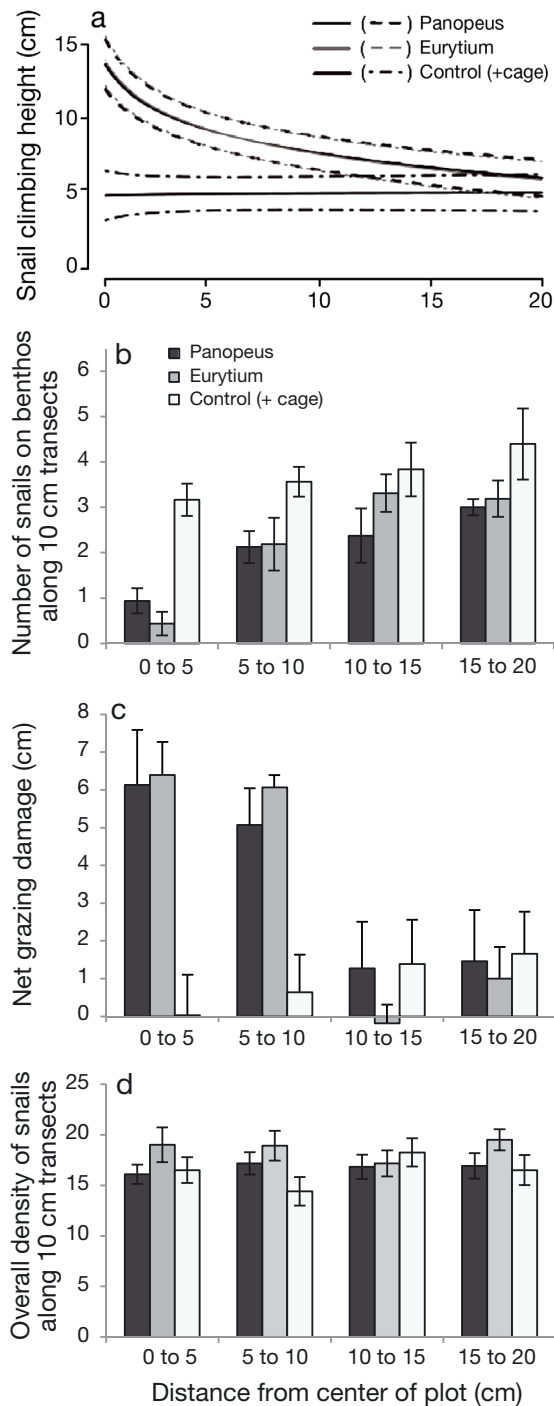 a
( ) Panopeus
( ) Eurytium
( ) Control (+cage)
Snail climbing height (cm)
15
10
5
0
0 5 10 15 20
b
Panopeus
Eurytium
Control (+ cage)
Number of snails on benthos
along 10 cm transects
6
5
4
3
2
1
0
0 to 5 5 to 10 10 to 15 15 to 20
c
Net grazing damage (cm)
8
7
6
5
4
3
2
1
0
0 to 5 5 to 10 10 to 15 15 to 20
d
Overall density of snails
along 10 cm transects
25
20
15
10
5
0
0 to 5 5 to 10 10 to 15 15 to 20
Distance from center of plot (cm)